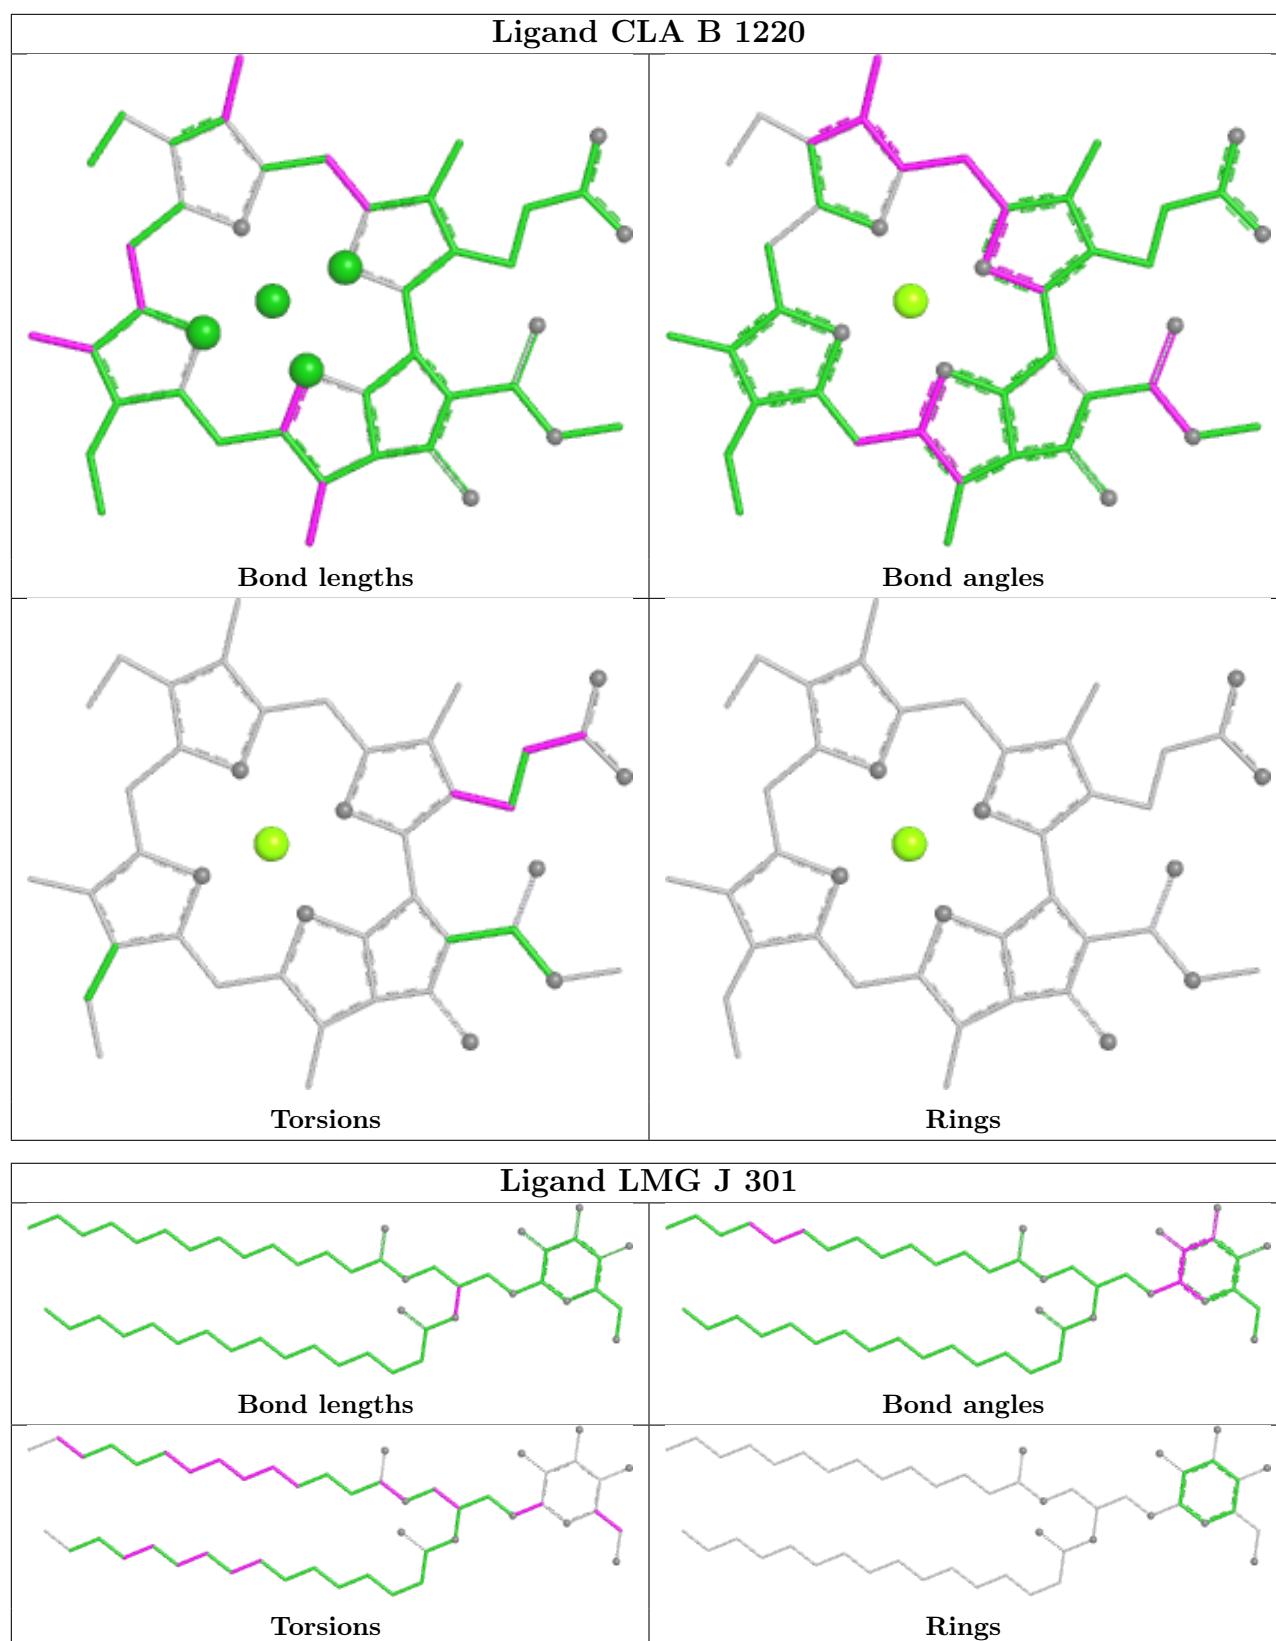 Ligand CLA B 1220
Bond lengths
Bond angles
Torsions
Rings
Ligand LMG J 301
Bond lengths
Bond angles
Torsions
Rings